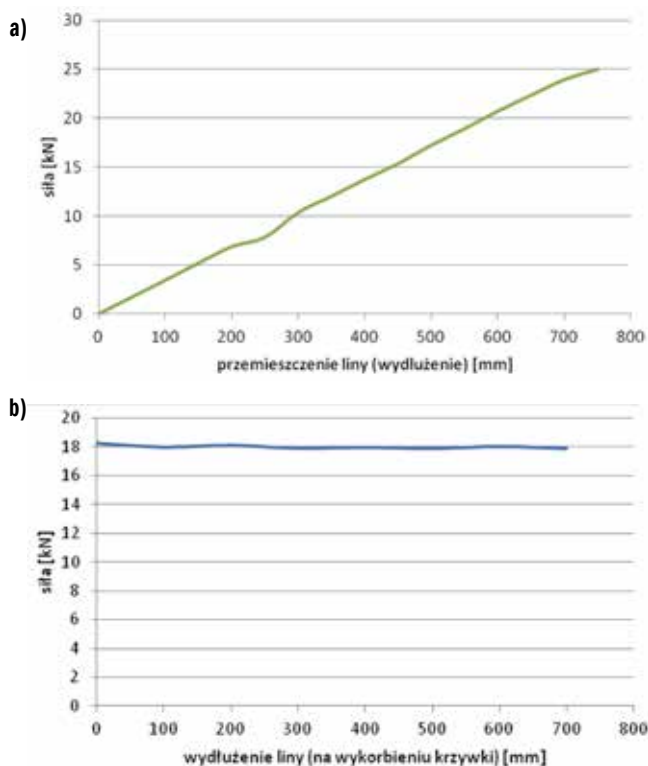 a)
30
25
20
15
10
5
0
siła [kN]
0 100 200 300 400 500 600 700 800
przemieszczenie liny (wydlużenie) [mm]
b)
20
18
16
14
12
10
8
6
4
2
0
siła [kN]
0 100 200 300 400 500 600 700 800
wydłużenie liny (na wykorbieniu krzywki) [mm]